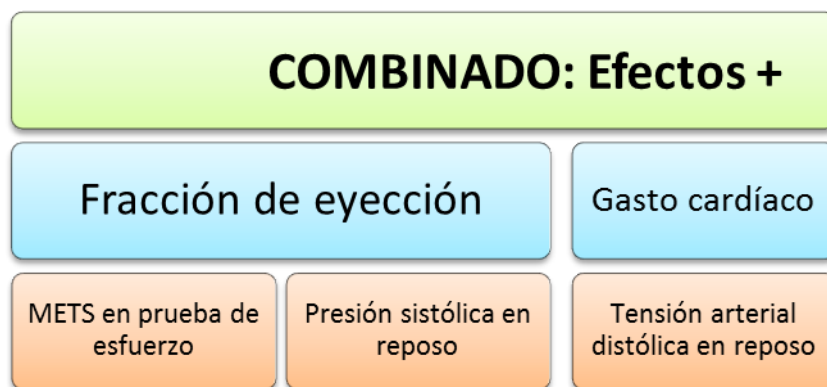 COMBINADO: Efectos +
Fracción de eyección
Gasto cardíaco
METS en prueba de
esfuerzo
Presión sistólica en
reposo
Tensión arterial
distólica en reposo